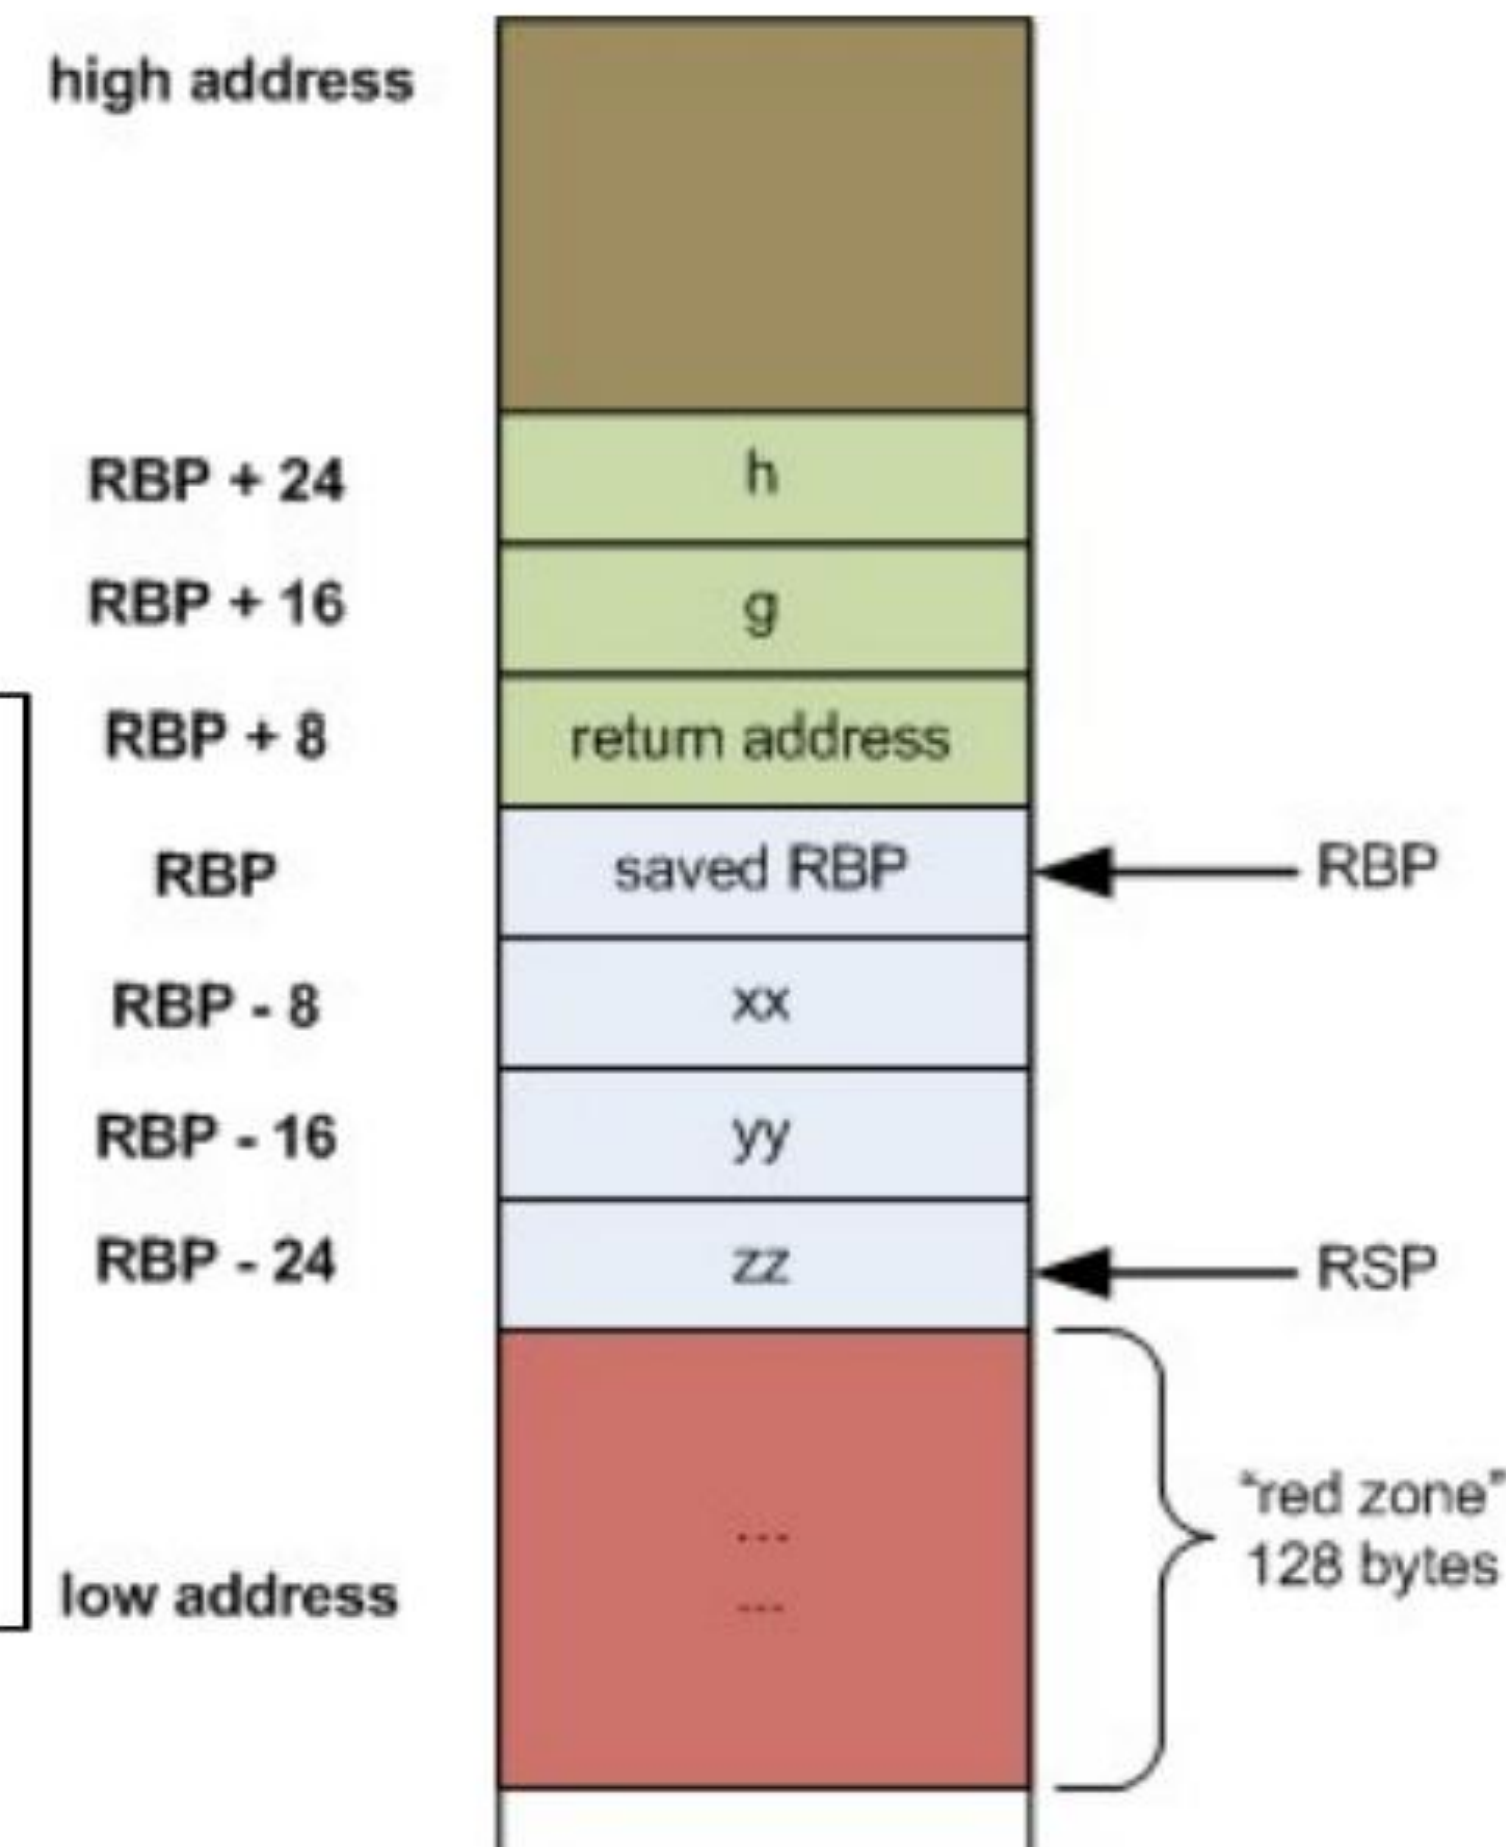 high address
RBP + 24
h
RBP + 16
g
RBP + 8
return address
RBP
saved RBP
RBP
RBP - 8
xx
RBP - 16
yy
RBP - 24
zz
RSP
...
"red zone"
128 bytes
low address
...